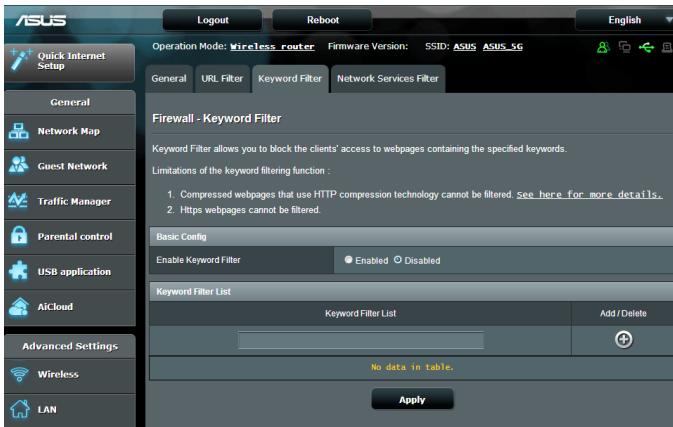 ASUS Logout Reboot English
Operation Mode: Wireless router Firmware Version: SSID: ASUS ASUS_5G
Quick Internet
Setup
General URL Filter Keyword Filter Network Services Filter
General
Network Map
Guest Network
Traffic Manager
Parental control
USB application
AiCloud
Advanced Settings
Wireless
LAN
Firewall - Keyword Filter
Keyword Filter allows you to block the clients' access to webpages containing the specified keywords.
Limitations of the keyword filtering function :
1. Compressed webpages that use HTTP compression technology cannot be filtered. See here for more details.
2. Https webpages cannot be filtered.
Basic Config
Enable Keyword Filter Enabled Disabled
Keyword Filter List
Keyword Filter List Add / Delete
No data in table.
Apply